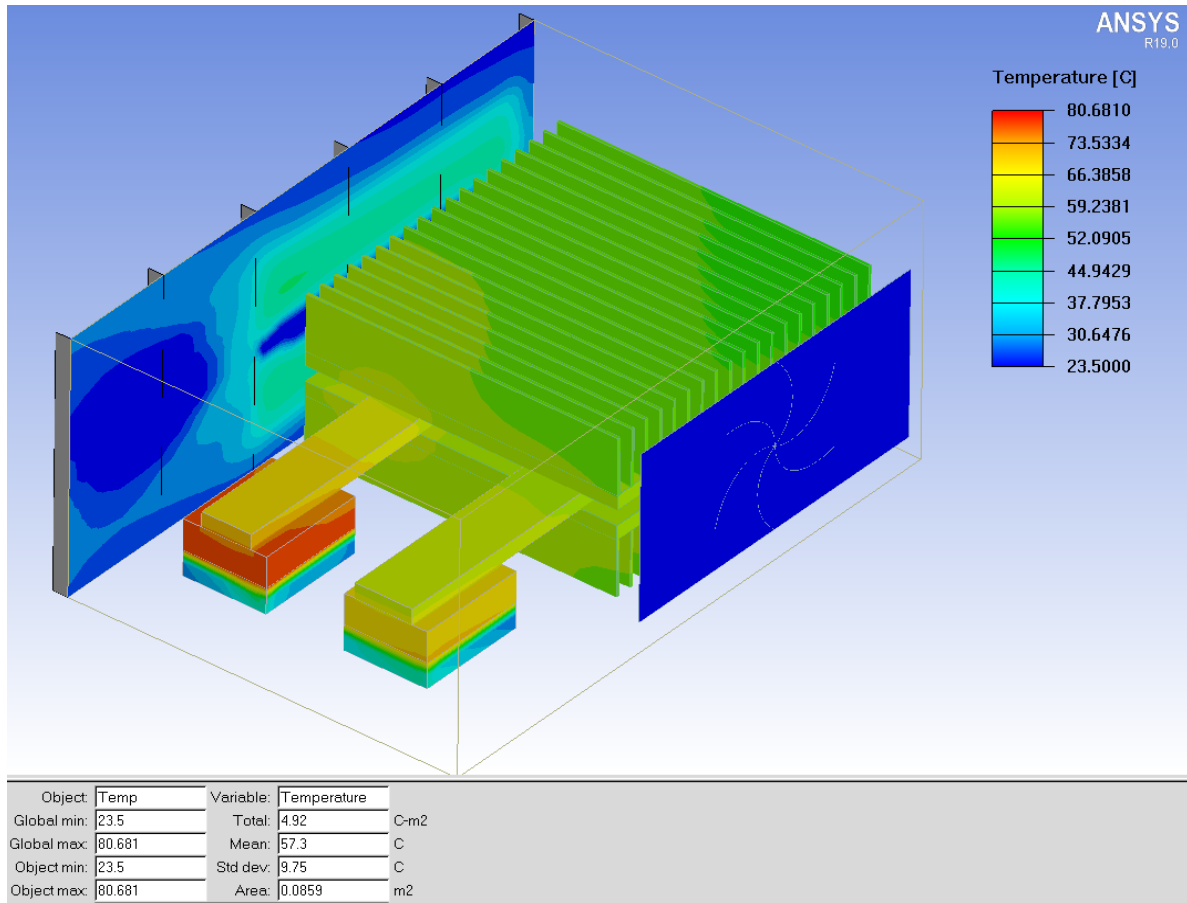 ANSYS
R19.0
Temperature [C]
80.6810
73.5334
66.3858
59.2381
52.0905
44.9429
37.7953
30.6476
23.5000
Object: Temp Variable: Temperature
Global min: 23.5 Total: 4.92 C-m2
Global max: 80.681 Mean: 57.3 C
Object min: 23.5 Std dev: 9.75 C
Object max: 80.681 Area: 0.0859 m2